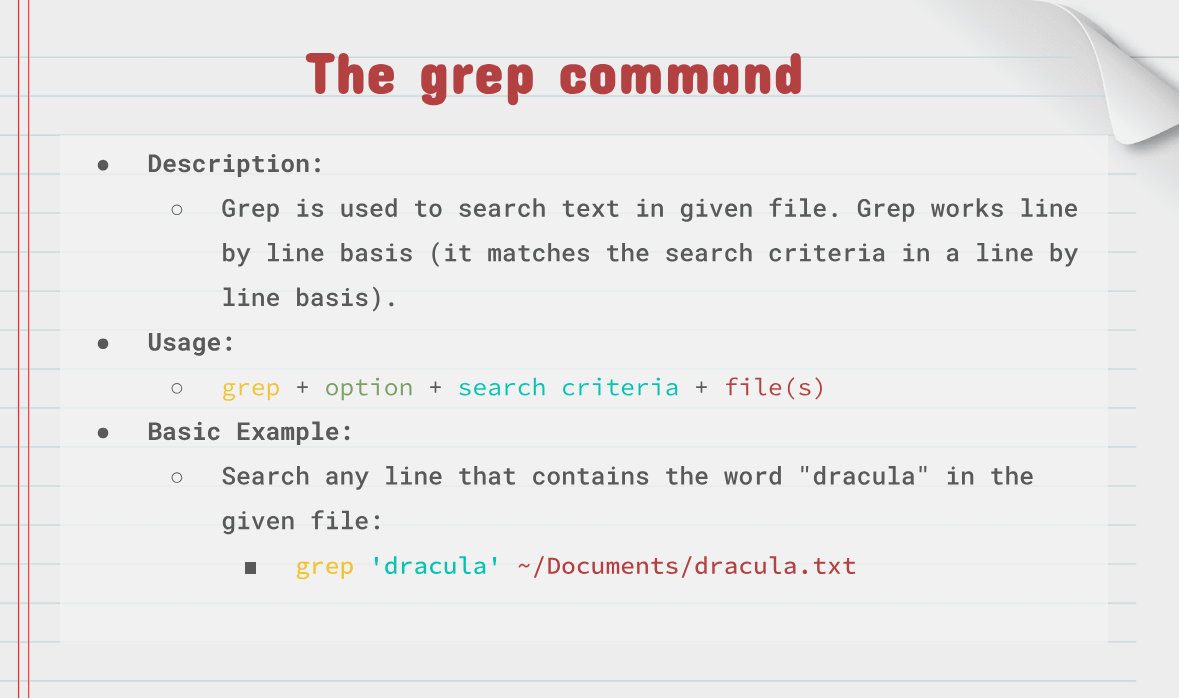 The grep command
● Description:
○ Grep is used to search text in given file. Grep works line
by line basis (it matches the search criteria in a line by
line basis).
● Usage:
○ grep + option + search criteria + file(s)
● Basic Example:
○ Search any line that contains the word "dracula" in the
given file:
■ grep 'dracula' ~/Documents/dracula.txt